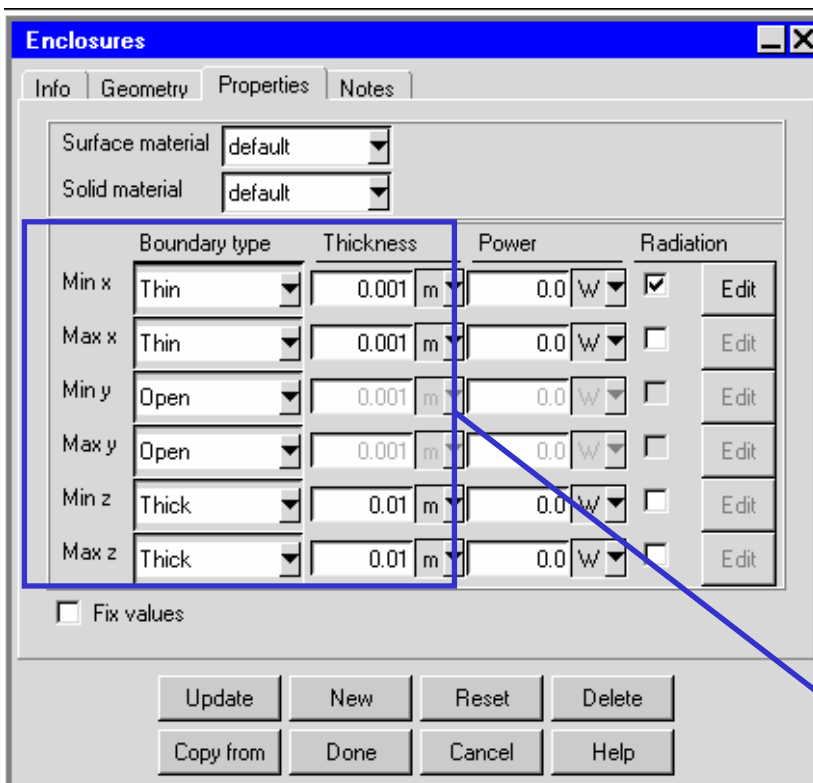 Enclosures
Info Geometry Properties Notes
Surface material default
Solid material default
Boundary type Thickness Power Radiation
Min x Thin 0.001 m 0.0 W Edit
Max x Thin 0.001 m 0.0 W Edit
Min y Open 0.001 m 0.0 W Edit
Max y Open 0.001 m 0.0 W Edit
Min z Thick 0.01 m 0.0 W Edit
Max z Thick 0.01 m 0.0 W Edit
Fix values
Update New Reset Delete
Copy from Done Cancel Help